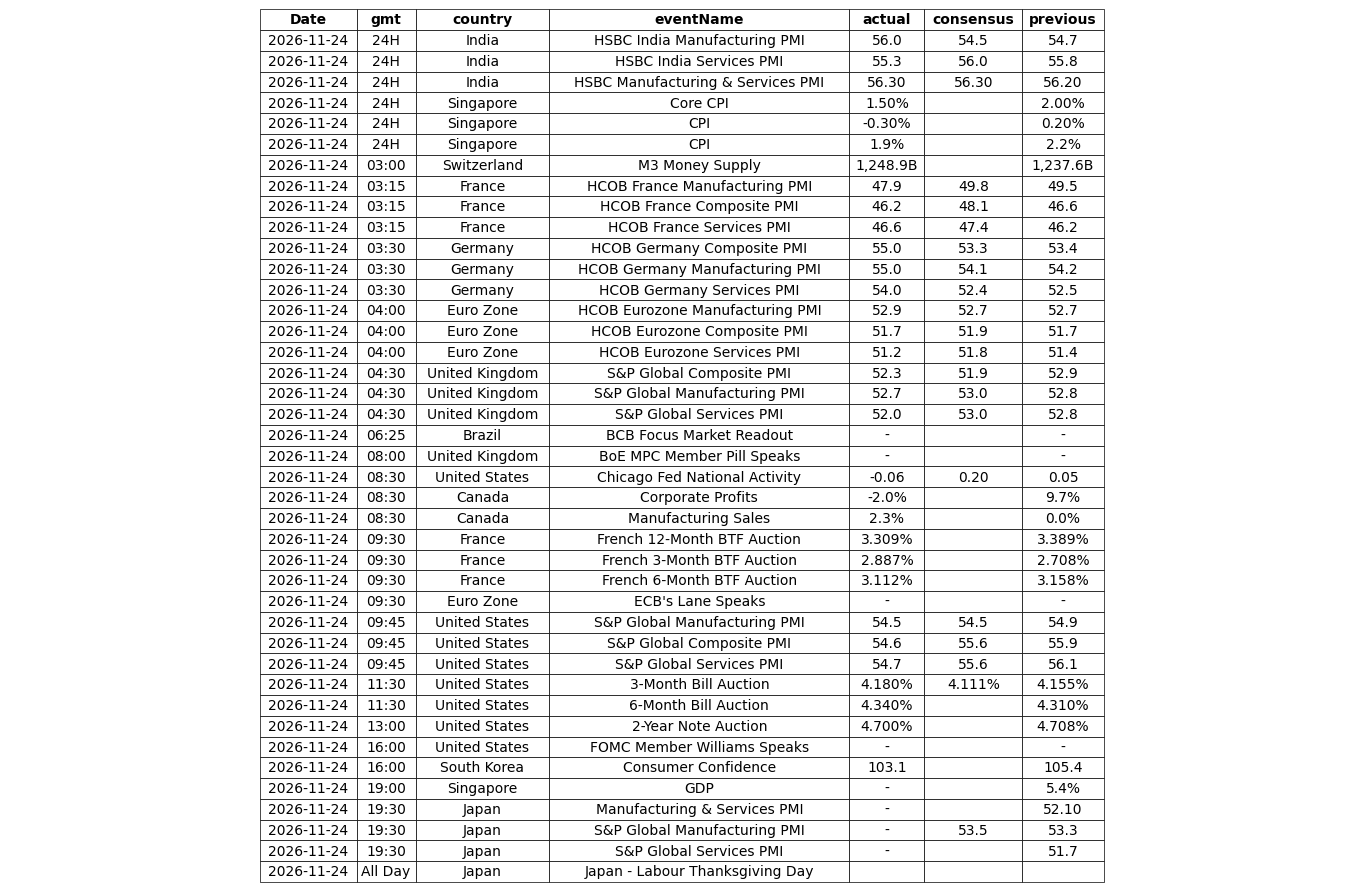 Date gmt country eventName actual consensus previous
2026-11-24 24H India HSBC India Manufacturing PMI 56.0 54.5 54.7
2026-11-24 24H India HSBC India Services PMI 55.3 56.0 55.8
2026-11-24 24H India HSBC Manufacturing & Services PMI 56.30 56.30 56.20
2026-11-24 24H Singapore Core CPI 1.50% 2.00%
2026-11-24 24H Singapore CPI -0.30% 0.20%
2026-11-24 24H Singapore CPI 1.9% 2.2%
2026-11-24 03:00 Switzerland M3 Money Supply 1,248.9B 1,237.6B
2026-11-24 03:15 France HCOB France Manufacturing PMI 47.9 49.8 49.5
2026-11-24 03:15 France HCOB France Composite PMI 46.2 48.1 46.6
2026-11-24 03:15 France HCOB France Services PMI 46.6 47.4 46.2
2026-11-24 03:30 Germany HCOB Germany Composite PMI 55.0 53.3 53.4
2026-11-24 03:30 Germany HCOB Germany Manufacturing PMI 55.0 54.1 54.2
2026-11-24 03:30 Germany HCOB Germany Services PMI 54.0 52.4 52.5
2026-11-24 04:00 Euro Zone HCOB Eurozone Manufacturing PMI 52.9 52.7 52.7
2026-11-24 04:00 Euro Zone HCOB Eurozone Composite PMI 51.7 51.9 51.7
2026-11-24 04:00 Euro Zone HCOB Eurozone Services PMI 51.2 51.8 51.4
2026-11-24 04:30 United Kingdom S&P Global Composite PMI 52.3 51.9 52.9
2026-11-24 04:30 United Kingdom S&P Global Manufacturing PMI 52.7 53.0 52.8
2026-11-24 04:30 United Kingdom S&P Global Services PMI 52.0 53.0 52.8
2026-11-24 06:25 Brazil BCB Focus Market Readout - -
2026-11-24 08:00 United Kingdom BoE MPC Member Pill Speaks - -
2026-11-24 08:30 United States Chicago Fed National Activity -0.06 0.20 0.05
2026-11-24 08:30 Canada Corporate Profits -2.0% 9.7%
2026-11-24 08:30 Canada Manufacturing Sales 2.3% 0.0%
2026-11-24 09:30 France French 12-Month BTF Auction 3.309% 3.389%
2026-11-24 09:30 France French 3-Month BTF Auction 2.887% 2.708%
2026-11-24 09:30 France French 6-Month BTF Auction 3.112% 3.158%
2026-11-24 09:30 Euro Zone ECB's Lane Speaks - -
2026-11-24 09:45 United States S&P Global Manufacturing PMI 54.5 54.5 54.9
2026-11-24 09:45 United States S&P Global Composite PMI 54.6 55.6 55.9
2026-11-24 09:45 United States S&P Global Services PMI 54.7 55.6 56.1
2026-11-24 11:30 United States 3-Month Bill Auction 4.180% 4.111% 4.155%
2026-11-24 11:30 United States 6-Month Bill Auction 4.340% 4.310%
2026-11-24 13:00 United States 2-Year Note Auction 4.700% 4.708%
2026-11-24 16:00 United States FOMC Member Williams Speaks - -
2026-11-24 16:00 South Korea Consumer Confidence 103.1 105.4
2026-11-24 19:00 Singapore GDP - 5.4%
2026-11-24 19:30 Japan Manufacturing & Services PMI - 52.10
2026-11-24 19:30 Japan S&P Global Manufacturing PMI - 53.5 53.3
2026-11-24 19:30 Japan S&P Global Services PMI - 51.7
2026-11-24 All Day Japan Japan - Labour Thanksgiving Day